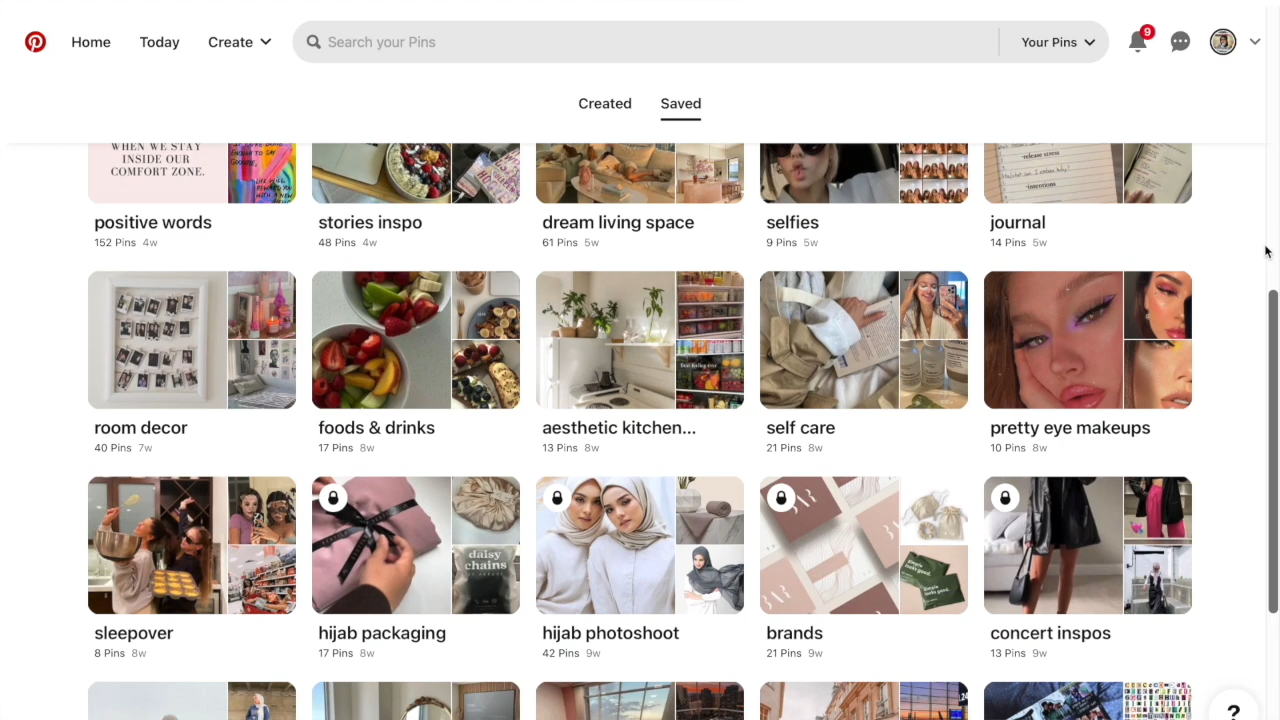 Home
Today
Create
Search your Pins
Your Pins
9
Created
Saved
WHEN WE STAY
INSIDE OUR
COMFORT ZONE.
release stress
intentions
positive words
152 Pins 4w
stories inspo
48 Pins 4w
dream living space
61 Pins 5w
selfies
9 Pins 5w
journal
14 Pins 5w
room decor
40 Pins 7w
foods & drinks
17 Pins 8w
aesthetic kitchen...
13 Pins 8w
self care
21 Pins 8w
pretty eye makeups
10 Pins 8w
daisy
chains
sleepover
8 Pins 8w
hijab packaging
17 Pins 8w
hijab photoshoot
42 Pins 9w
brands
21 Pins 9w
concert inspos
13 Pins 9w
?